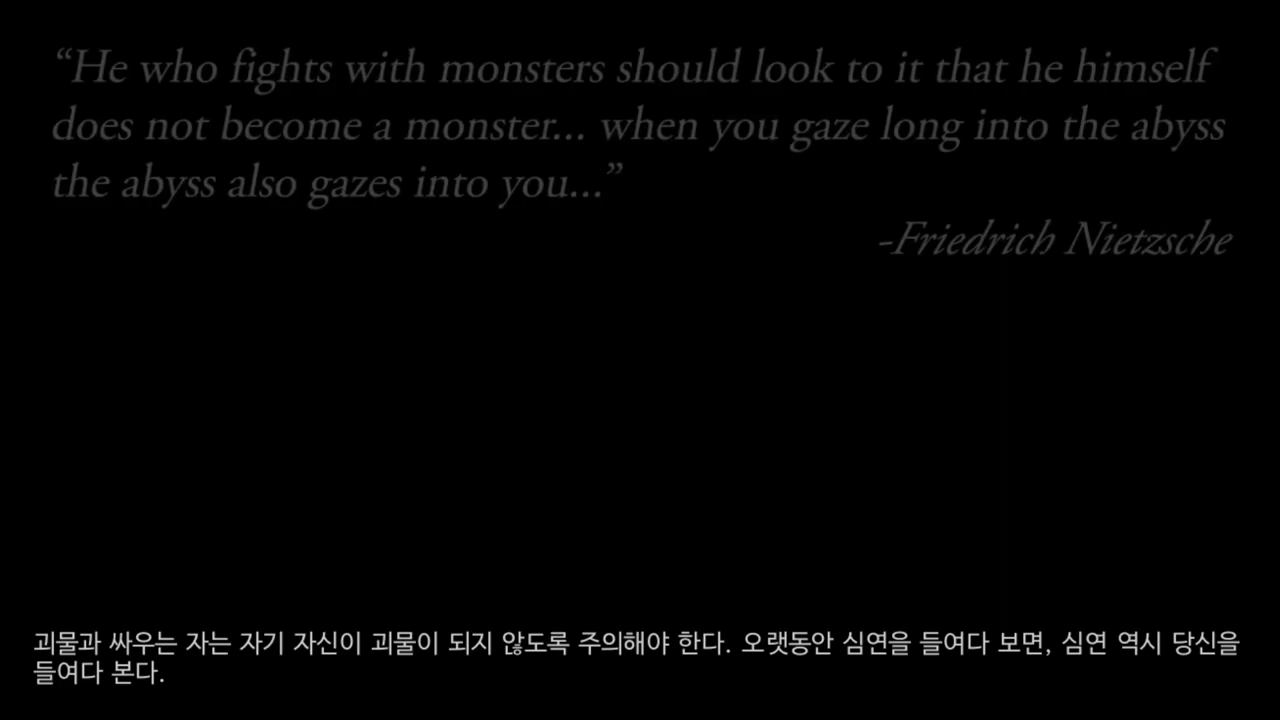 “He who fights with monsters should look to it that he himself
does not become a monster... when you gaze long into the abyss
the abyss also gazes into you...”
-Friedrich Nietzsche
괴물과 싸우는 자는 자기 자신이 괴물이 되지 않도록 주의해야 한다. 오랫동안 심연을 들여다 보면, 심연 역시 당신을
들여다 본다.